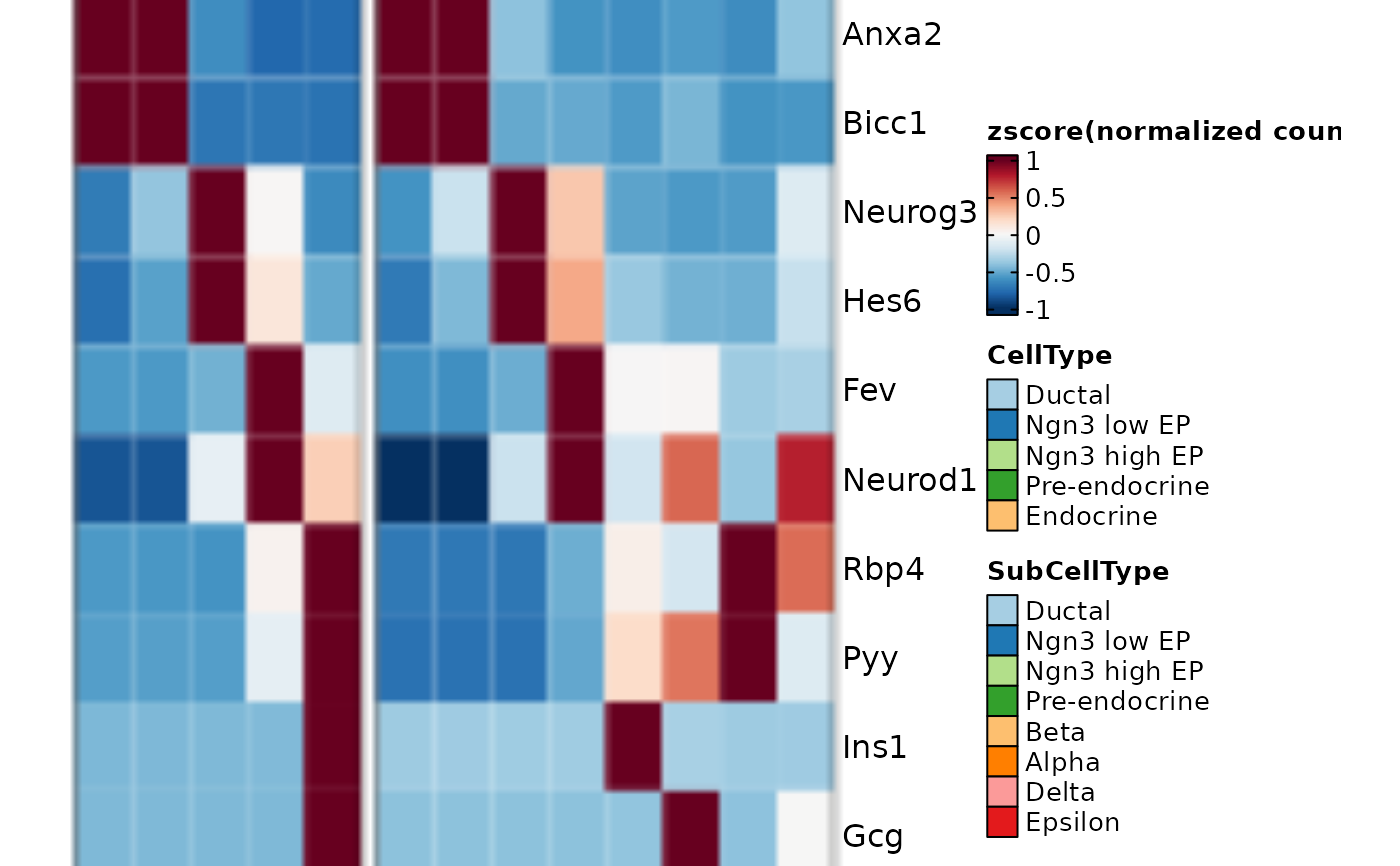 Anxa2
Bicc1
Neurog3
Hes6
Fev
Neurod1
Rbp4
Pyy
Ins1
Gcg
zscore(normalized coun
1
0.5
0
-0.5
-1
CellType
Ductal
Ngn3 low EP
Ngn3 high EP
Pre-endocrine
Endocrine
SubCellType
Ductal
Ngn3 low EP
Ngn3 high EP
Pre-endocrine
Beta
Alpha
Delta
Epsilon